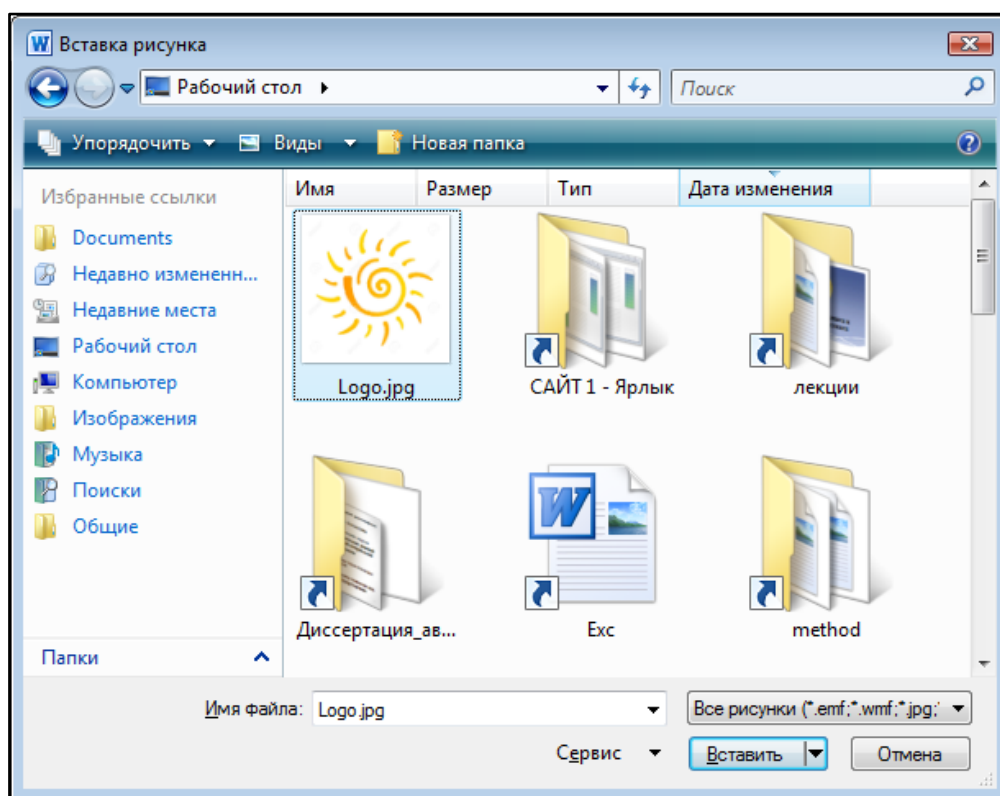 Вставка рисунка
Рабочий стол
Поиск
Упорядочить Виды Новая папка
Избранные ссылки
Documents
Недавно измененн...
Недавние места
Рабочий стол
Компьютер
Изображения
Музыка
Поиски
Общие
Папки
Имя Размер Тип Дата изменения
Logo.jpg САЙТ 1 - Ярлык лекции
Диссертация_ав... Exc method
Имя файла: Logo.jpg Все рисунки (*.emf;*.wmf;*.jpg;*
Сервис Вставить Отмена